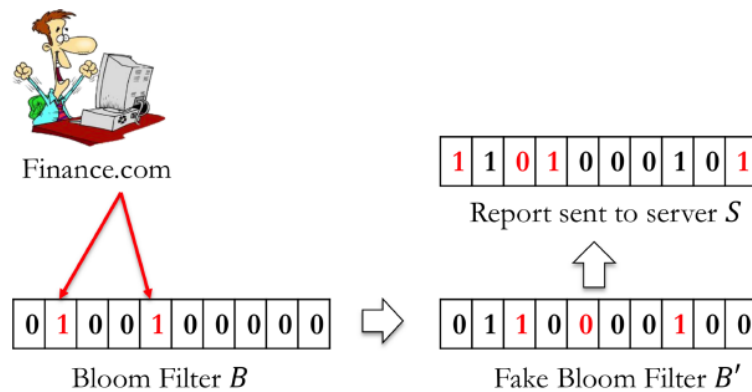 Finance.com
1 1 0 1 0 0 0 1 0 1
Report sent to server S
0 1 0 0 1 0 0 0 0 0
0 1 1 0 0 0 0 1 0 0
Bloom Filter B
Fake Bloom Filter B′